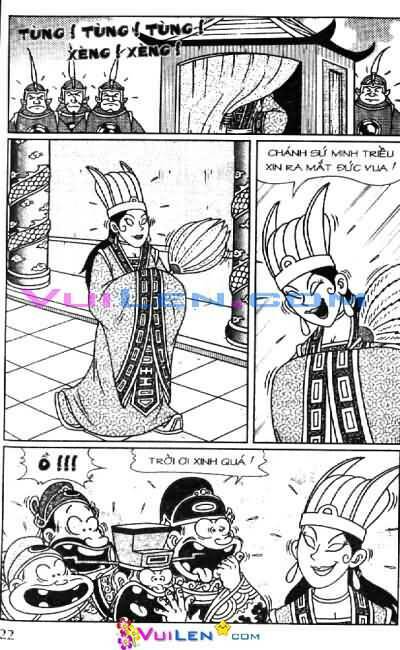 TÙNG! TÙNG! TÙNG!
XÈNG! XÈNG!
CHÁNH SỨ MINH TRIỀU
XIN RA MẮT ĐỨC VUA!
VUILEN.COM
Ồ!!!
TRỜI ƠI XINH QUÁ!
22
VUILEN.COM